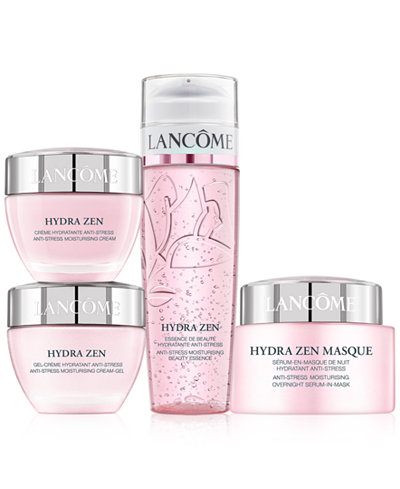 LANCÔME
HYDRA ZEN
CRÈME HYDRATANTE ANTI-STRESS
ANTI-STRESS MOISTURISING CREAM
LANCÔME
HYDRA ZEN
GEL-CRÈME HYDRATANT ANTI-STRESS
ANTI-STRESS MOISTURISING CREAM-GEL
LANCÔME
HYDRA ZEN
ESSENCE DE BEAUTÉ
HYDRATANTE ANTI-STRESS
ANTI-STRESS MOISTURISING
BEAUTY ESSENCE
LANCÔME
HYDRA ZEN MASQUE
SÉRUM-EN-MASQUE DE NUIT
HYDRATANT ANTI-STRESS
ANTI-STRESS MOISTURISING
OVERNIGHT SERUM-IN-MASK